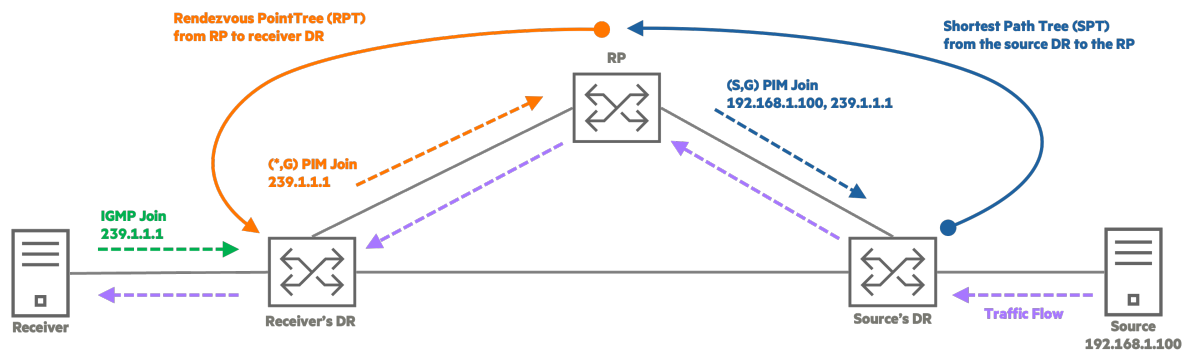 Rendezvous PointTree (RPT)
from RP to receiver DR
Shortest Path Tree (SPT)
from the source DR to the RP
RP
(S,G) PIM Join
192.168.1.100, 239.1.1.1
(*,G) PIM Join
239.1.1.1
IGMP Join
239.1.1.1
Receiver
Receiver's DR
Source's DR
Traffic Flow
Source
192.168.1.100